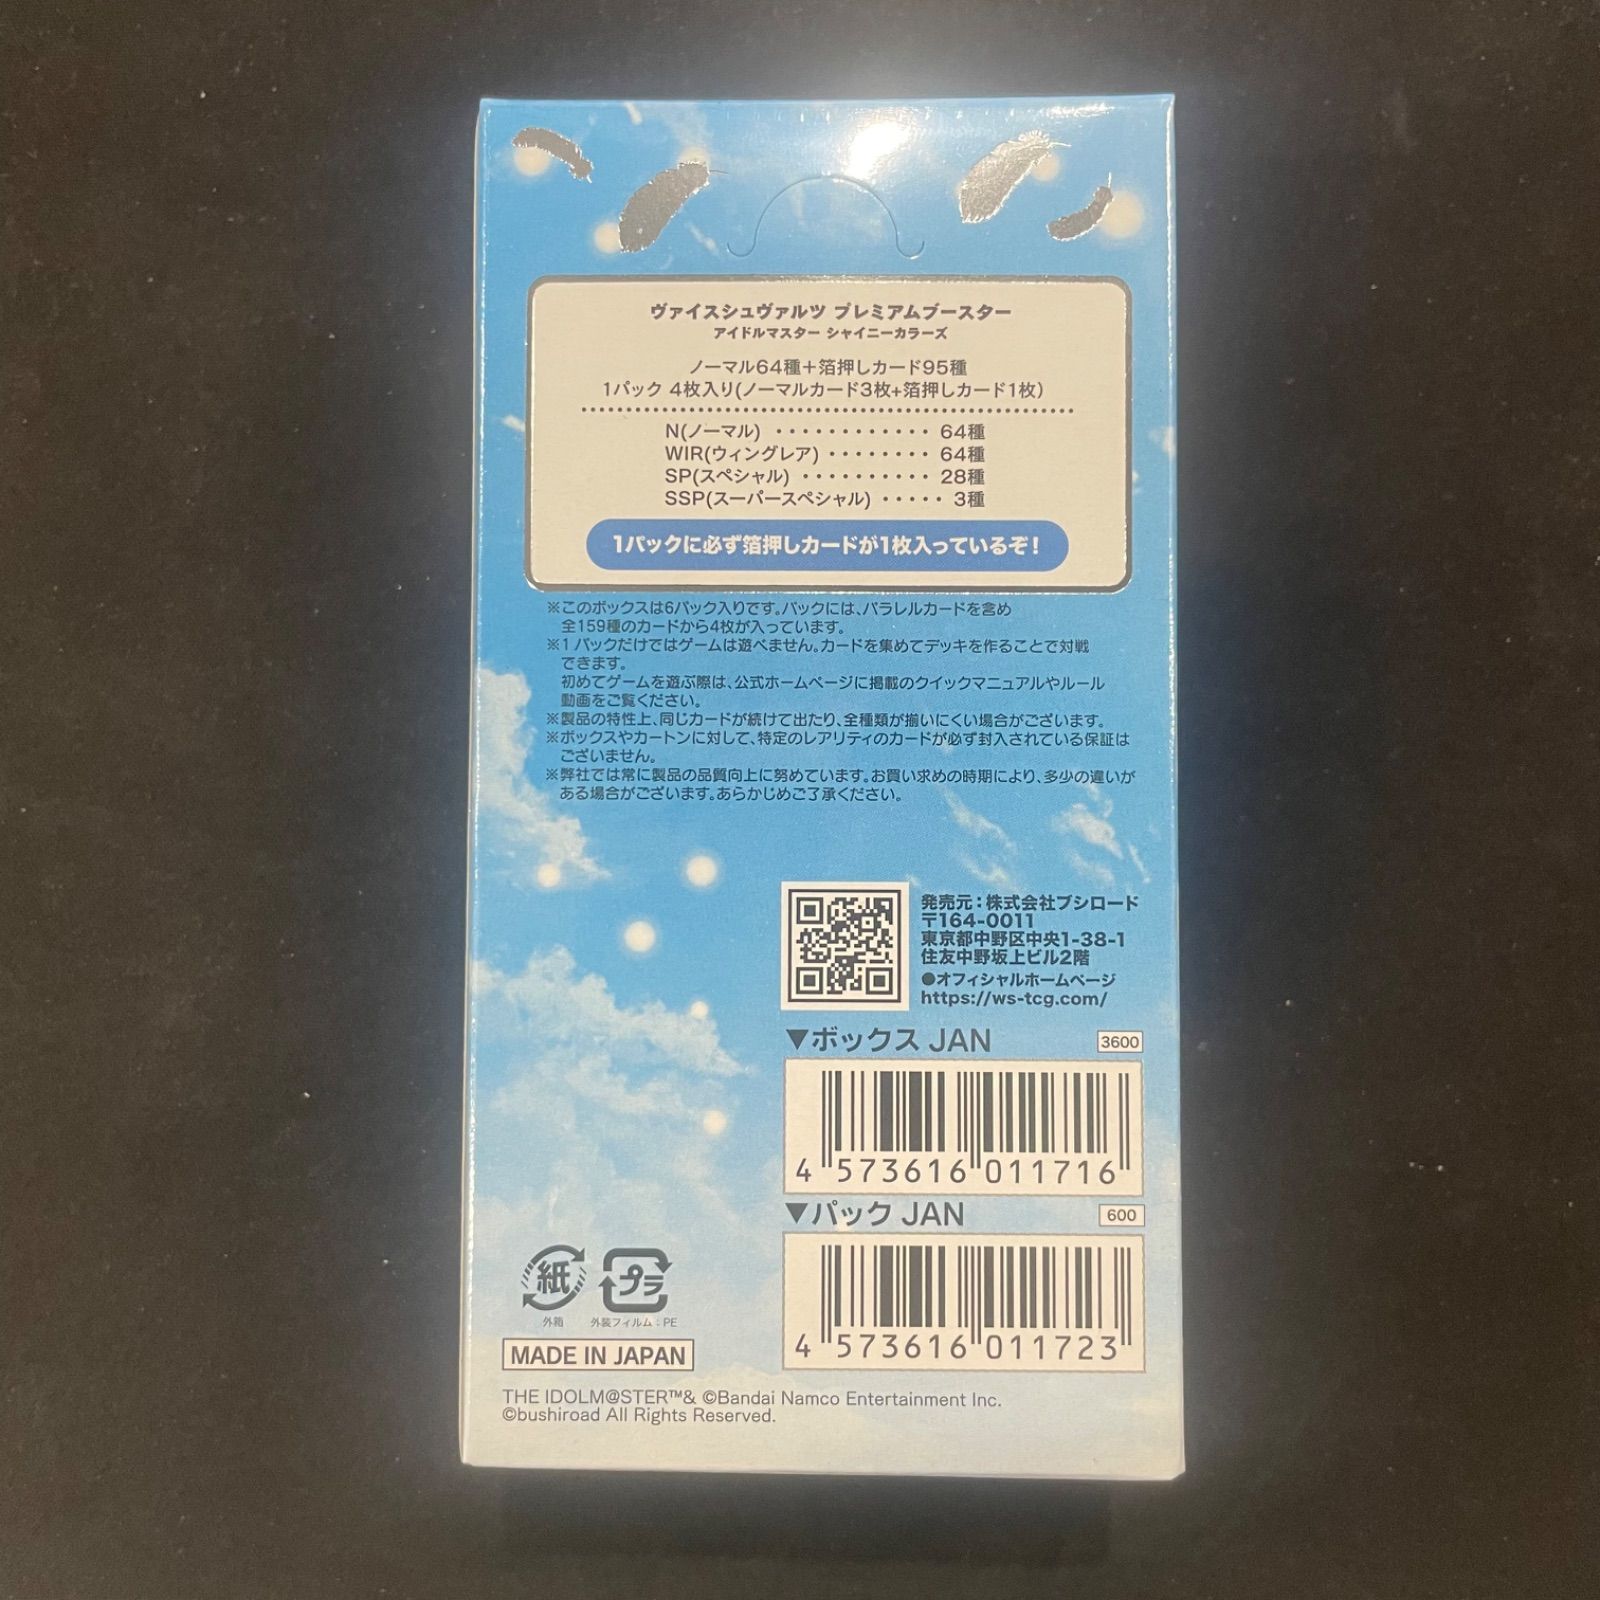 ヴァイスシュヴァルツ プレミアムブースター
アイドルマスター シャイニーカラーズ
ノーマル64種＋箔押しカード95種
1パック 4枚入り(ノーマルカード3枚+箔押しカード1枚)
N(ノーマル) ・・・・・・・・・・・・ 64種
WIR(ウィングレア) ・・・・・・・・ 64種
SP(スペシャル) ・・・・・・・・・・ 28種
SSP(スーパースペシャル) ・・・・・ 3種
1パックに必ず箔押しカードが1枚入っているぞ！
※このボックスは6パック入りです。パックには、パラレルカードを含め
全159種のカードから4枚が入っています。
※1パックだけではゲームは遊べません。カードを集めてデッキを作ることで対戦
できます。
初めてゲームを遊ぶ際は、公式ホームページに掲載のクイックマニュアルやルール
動画をご覧ください。
※製品の特性上、同じカードが続けて出たり、全種類が揃いにくい場合がございます。
※ボックスやカートンに対して、特定のレアリティのカードが必ず封入されている保証は
ございません。
※弊社では常に製品の品質向上に努めています。お買い求めの時期により、多少の違いが
ある場合がございます。あらかじめご了承ください。
発売元：株式会社ブシロード
〒164-0011
東京都中野区中央1-38-1
住友中野坂上ビル2階
●オフィシャルホームページ
https://ws-tcg.com/
▼ボックス JAN 3600
4 573616 011716
▼パック JAN 600
4 573616 011723
紙 プラ
外箱 外装フィルム：PE
MADE IN JAPAN
THE IDOLM@STER™& ©Bandai Namco Entertainment Inc.
©bushiroad All Rights Reserved.